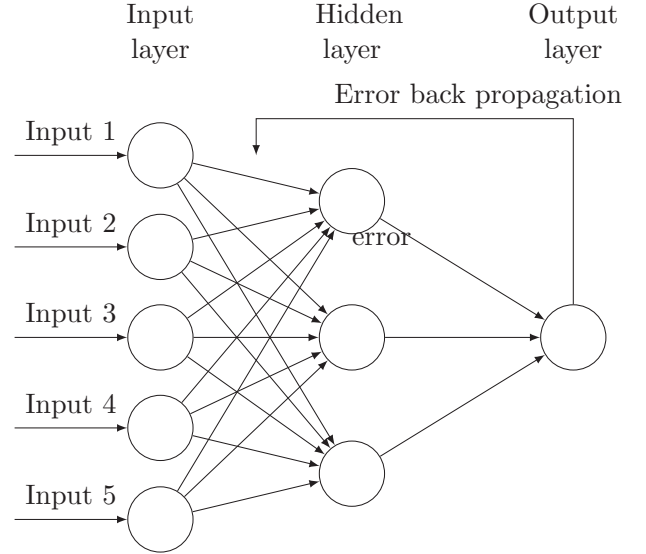 Input
layer
Hidden
layer
Output
layer
Error back propagation
Input 1
Input 2
error
Input 3
Input 4
Input 5